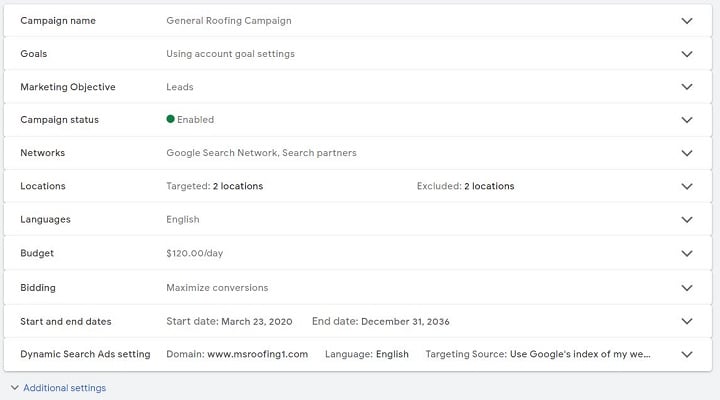 Campaign name General Roofing Campaign
Goals Using account goal settings
Marketing Objective Leads
Campaign status Enabled
Networks Google Search Network, Search partners
Locations Targeted: 2 locations Excluded: 2 locations
Languages English
Budget $120.00/day
Bidding Maximize conversions
Start and end dates Start date: March 23, 2020 End date: December 31, 2036
Dynamic Search Ads setting Domain: www.msroofing1.com Language: English Targeting Source: Use Google's index of my we...
Additional settings